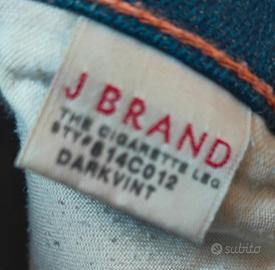 J BRAND
THE CIGARETTE LEG
STY#814C012
DARKVINT
subito